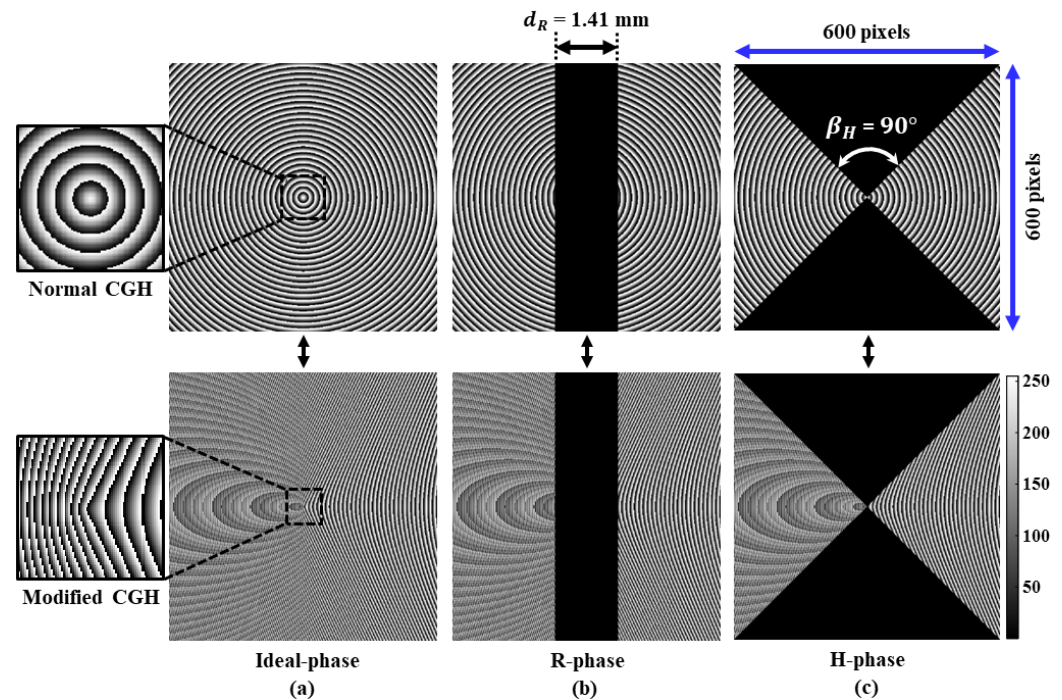 d_R = 1.41 mm
600 pixels
β_H = 90°
600 pixels
Normal CGH
250
200
150
100
50
Modified CGH
Ideal-phase
R-phase
H-phase
(a)
(b)
(c)